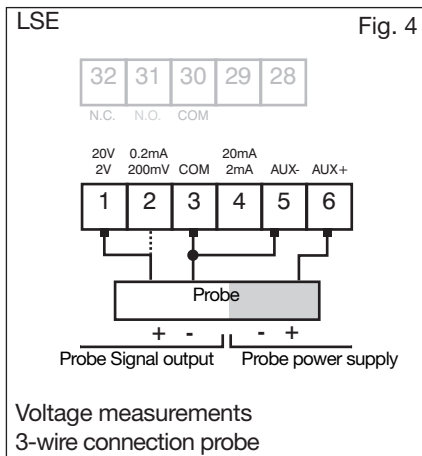 LSE Fig. 4
32 31 30 29 28
N.C. N.O. COM
20V 0.2mA 20mA
2V 200mV COM 2mA AUX- AUX+
1 2 3 4 5 6
Probe
+ - - +
Probe Signal output Probe power supply
Voltage measurements
3-wire connection probe